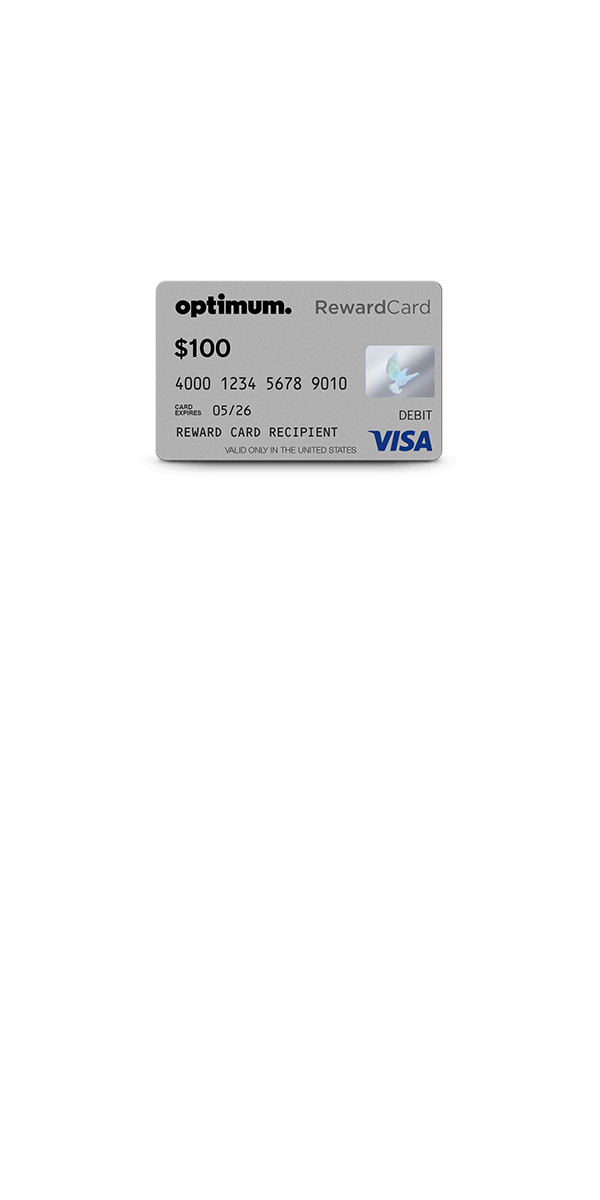 optimum. RewardCard
$100
4000 1234 5678 9010
CARD
EXPIRES 05/26
DEBIT
REWARD CARD RECIPIENT
VISA
VALID ONLY IN THE UNITED STATES